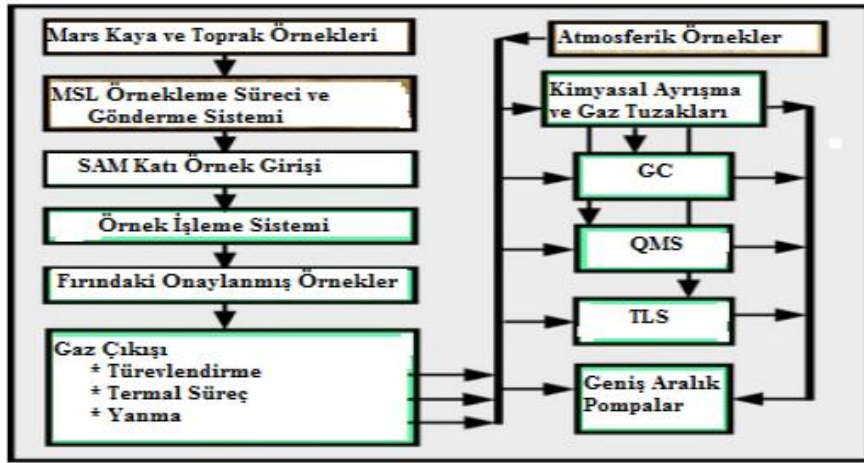 Mars Kaya ve Toprak Örnekleri
MSL Örnekleme Süreci ve
Gönderme Sistemi
SAM Katı Örnek Girişi
Örnek İşleme Sistemi
Fırındaki Onaylanmış Örnekler
Gaz Çıkışı
* Türevlendirme
* Termal Süreç
* Yanma
Atmosferik Örnekler
Kimyasal Ayrışma
ve Gaz Tuzakları
GC
QMS
TLS
Geniş Aralık
Pompalar